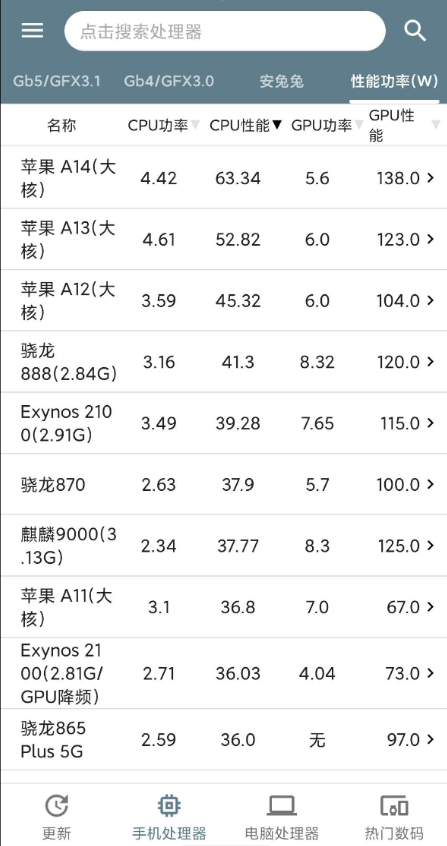 点击搜索处理器
Gb5/GFX3.1 Gb4/GFX3.0 安兔兔 性能功率(W)
名称 CPU功率 CPU性能 GPU功率 GPU性
能
苹果 A14(大
核) 4.42 63.34 5.6 138.0
苹果 A13(大
核) 4.61 52.82 6.0 123.0
苹果 A12(大
核) 3.59 45.32 6.0 104.0
骁龙
888(2.84G) 3.16 41.3 8.32 120.0
Exynos 210
0(2.91G) 3.49 39.28 7.65 115.0
骁龙870 2.63 37.9 5.7 100.0
麒麟9000(3
.13G) 2.34 37.77 8.3 125.0
苹果 A11(大
核) 3.1 36.8 7.0 67.0
Exynos 21
00(2.81G/
GPU降频) 2.71 36.03 4.04 73.0
骁龙865
Plus 5G 2.59 36.0 无 97.0
更新 手机处理器 电脑处理器 热门数码